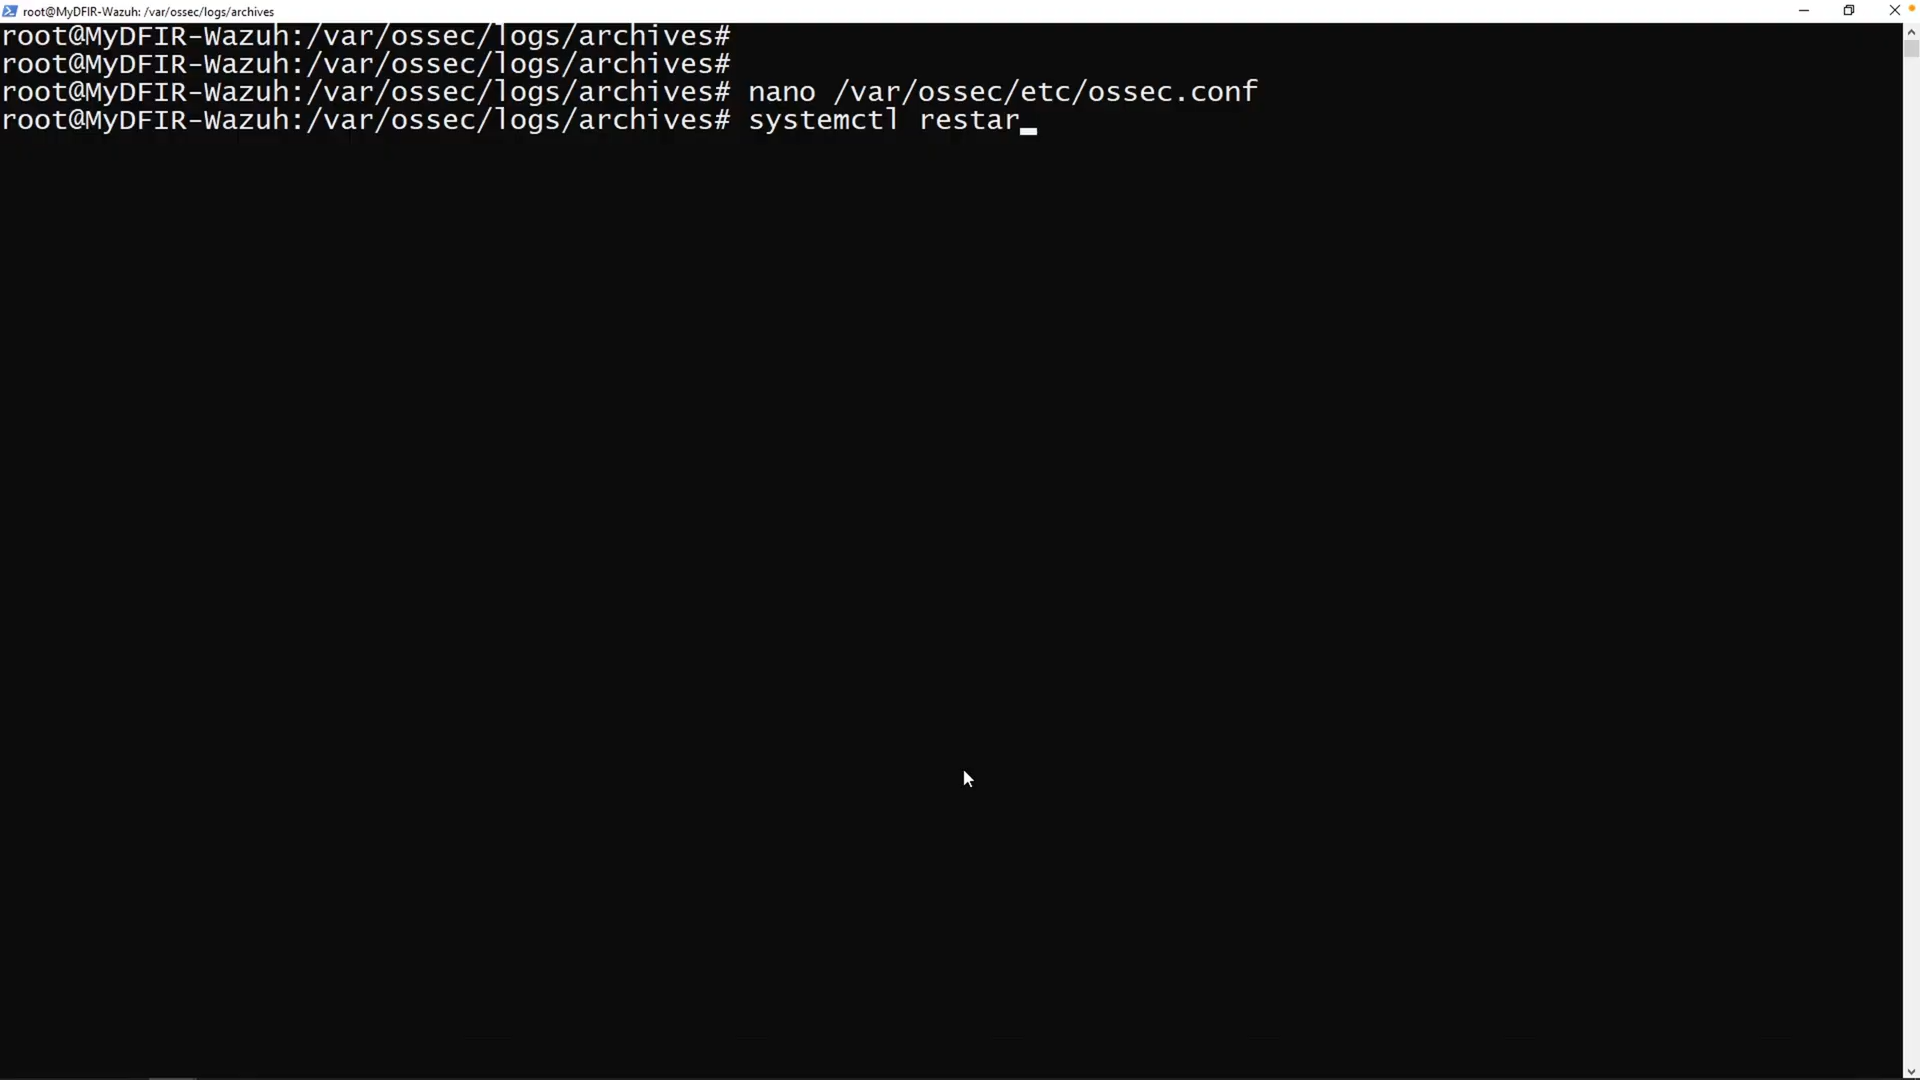 root@MyDFIR-Wazuh: /var/ossec/logs/archives
root@MyDFIR-Wazuh:/var/ossec/logs/archives#
root@MyDFIR-Wazuh:/var/ossec/logs/archives#
root@MyDFIR-Wazuh:/var/ossec/logs/archives# nano /var/ossec/etc/ossec.conf
root@MyDFIR-Wazuh:/var/ossec/logs/archives# systemctl restar